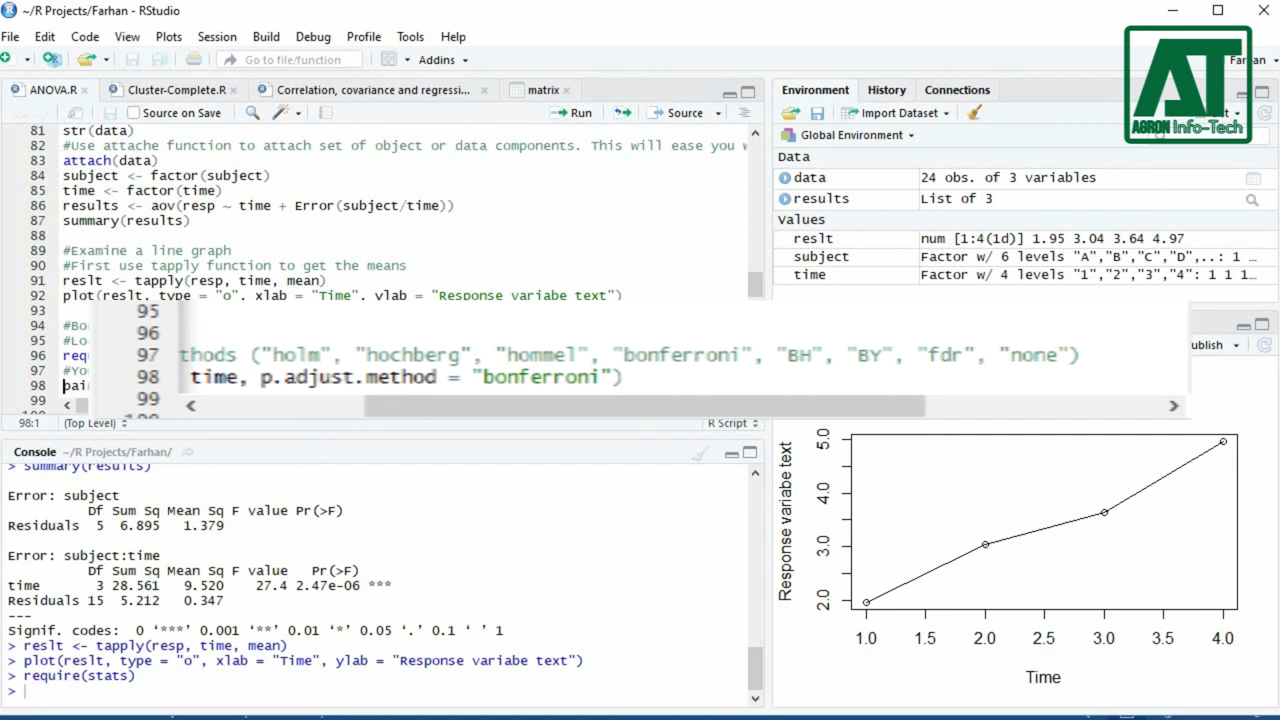 ~/R Projects/Farhan - RStudio
File Edit Code View Plots Session Build Debug Profile Tools Help
Go to file/function Addins Farhan
ANOVA.R Cluster-Complete.R Correlation, covariance and regressi... matrix
Source on Save Run Source
81 str(data)
82 #Use attache function to attach set of object or data components. This will ease you w
83 attach(data)
84 subject <- factor(subject)
85 time <- factor(time)
86 results <- aov(resp ~ time + Error(subject/time))
87 summary(results)
88
89 #Examine a line graph
90 #First use tapply function to get the means
91 reslt <- tapply(resp, time, mean)
92 plot(reslt, type = "o", xlab = "Time", ylab = "Response variabe text")
93
94 #Bo
95 #Lo
96 req
97 #Yo
98 pair
99
95
96
97 thods ("holm", "hochberg", "hommel", "bonferroni", "BH", "BY", "fdr", "none")
98 time, p.adjust.method = "bonferroni")
99
98:1 (Top Level) R Script
Console ~/R Projects/Farhan/
> summary(results)
Error: subject
Df Sum Sq Mean Sq F value Pr(>F)
Residuals 5 6.895 1.379
Error: subject:time
Df Sum Sq Mean Sq F value Pr(>F)
time 3 28.561 9.520 27.4 2.47e-06 ***
Residuals 15 5.212 0.347
---
Signif. codes: 0 ‘***’ 0.001 ‘**’ 0.01 ‘*’ 0.05 ‘.’ 0.1 ‘ ’ 1
> reslt <- tapply(resp, time, mean)
> plot(reslt, type = "o", xlab = "Time", ylab = "Response variabe text")
> require(stats)
>
Environment History Connections
Import Dataset
Global Environment
Data
data 24 obs. of 3 variables
results List of 3
Values
reslt num [1:4(1d)] 1.95 3.04 3.64 4.97
subject Factor w/ 6 levels "A","B","C","D",..: 1 ...
time Factor w/ 4 levels "1","2","3","4": 1 1 1...
AT
AGRON Info-Tech
ublish
Response variabe text
5.0
4.0
3.0
2.0
1.0 1.5 2.0 2.5 3.0 3.5 4.0
Time